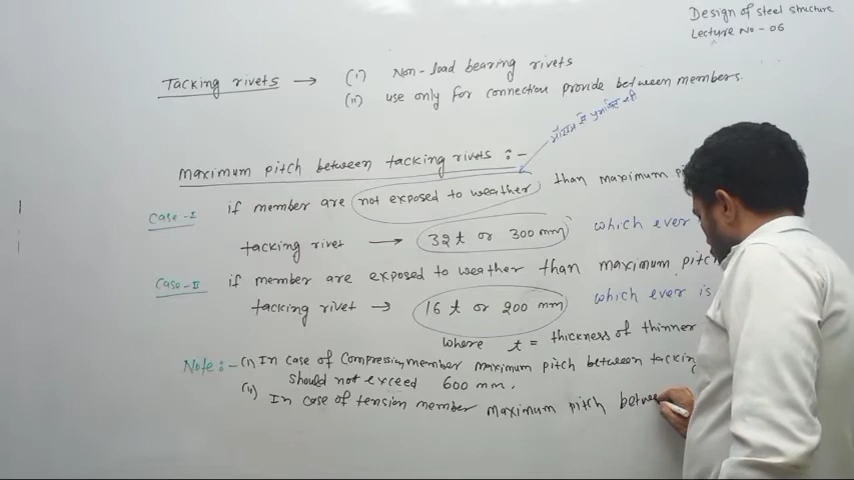 Design of steel structure
Lecture No - 06
Tacking rivets → (i) Non-load bearing rivets
(ii) use only for connection provide between members.
Maximum pitch between tacking rivets :-
Case-I if member are not exposed to weather than maximum
tacking rivet → 32 t or 300 mm which ever
Case-II if member are exposed to weather than maximum pitch
tacking rivet → 16 t or 200 mm which ever is
where t = thickness of thinner
Note:- (i) In case of compression member maximum pitch between tacking
should not exceed 600 mm.
(ii) In case of tension member maximum pitch betwee